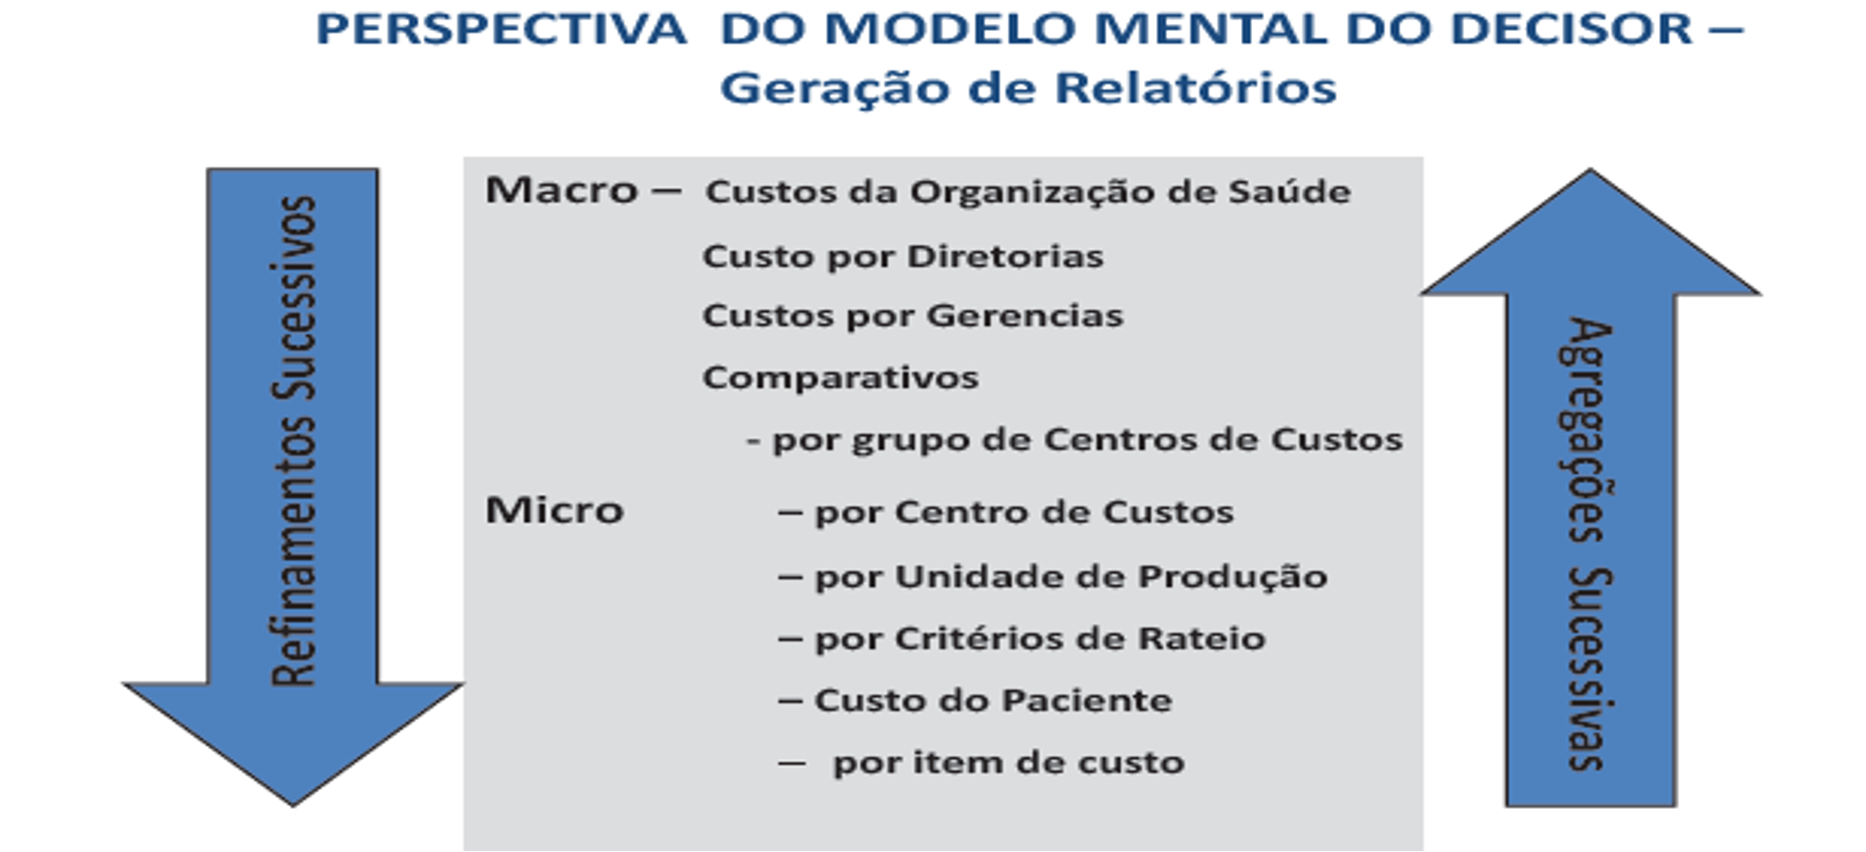 PERSPECTIVA DO MODELO MENTAL DO DECISOR –
Geração de Relatórios
Refinamentos Sucessivos
Macro – Custos da Organização de Saúde
Custo por Diretorias
Custos por Gerencias
Comparativos
- por grupo de Centros de Custos
Micro – por Centro de Custos
– por Unidade de Produção
– por Critérios de Rateio
– Custo do Paciente
– por item de custo
Agregações Sucessivas